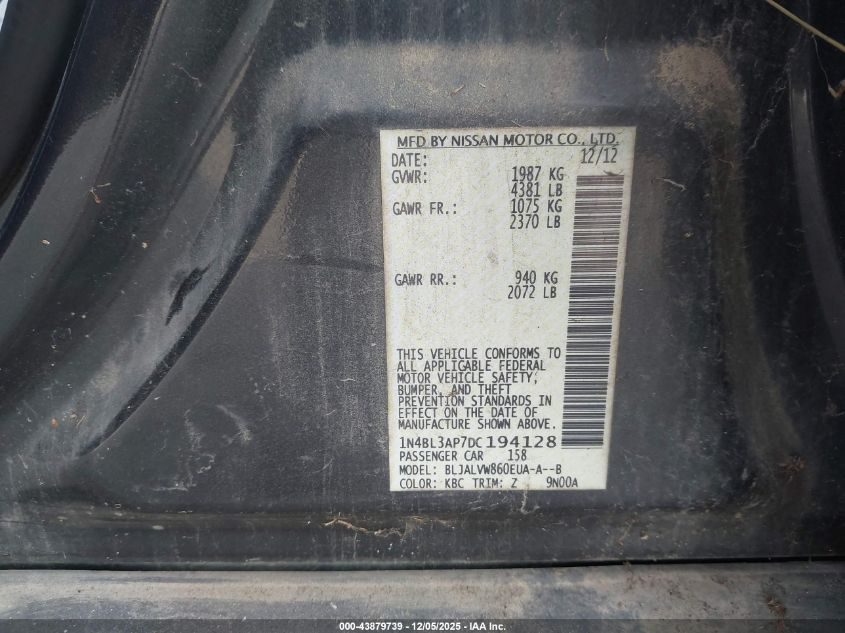 MFD BY NISSAN MOTOR CO., LTD.
DATE: 12/12
GVWR: 1987 KG
4381 LB
GAWR FR.: 1075 KG
2370 LB
GAWR RR.: 940 KG
2072 LB
THIS VEHICLE CONFORMS TO
ALL APPLICABLE FEDERAL
MOTOR VEHICLE SAFETY,
BUMPER, AND THEFT
PREVENTION STANDARDS IN
EFFECT ON THE DATE OF
MANUFACTURE SHOWN ABOVE.
1N4BL3AP7DC194128
PASSENGER CAR 158
MODEL: BLJALVW860EUA-A--B
COLOR: KBC TRIM: Z 9N00A
000-43879739 - 12/05/2025 - IAA Inc.